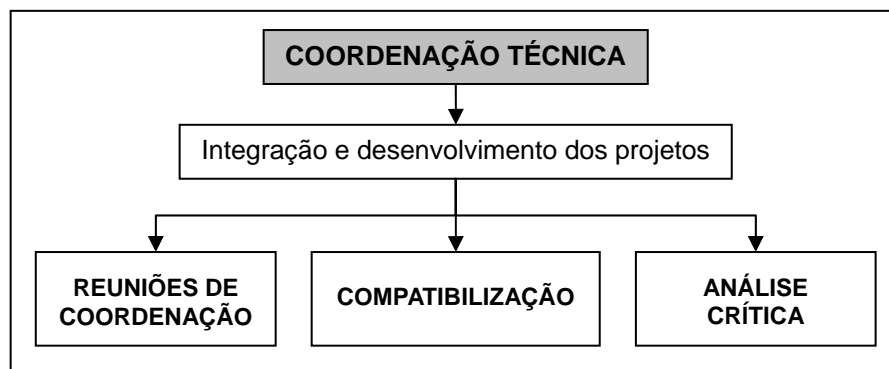 COORDENAÇÃO TÉCNICA
Integração e desenvolvimento dos projetos
REUNIÕES DE
COORDENAÇÃO
COMPATIBILIZAÇÃO
ANÁLISE
CRÍTICA